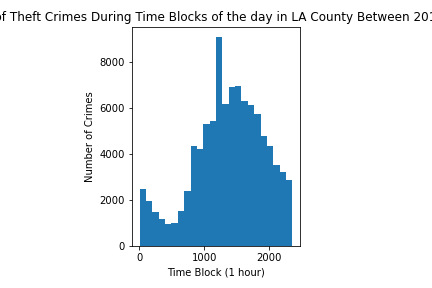 of Theft Crimes During Time Blocks of the day in LA County Between 201
8000
6000
4000
2000
0
Number of Crimes
0 1000 2000
Time Block (1 hour)